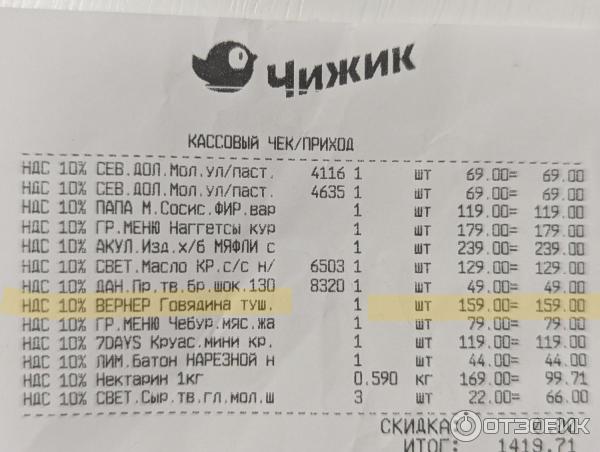 Чижик
КАССОВЫЙ ЧЕК/ПРИХОД
НДС 10% СЕВ.ДОЛ.Мол.ул/паст. 4116 1 шт 69.00= 69.00
НДС 10% СЕВ.ДОЛ.Мол.ул/паст. 4635 1 шт 69.00= 69.00
НДС 10% ПАПА М.Сосис.ФИР.вар 1 шт 119.00= 119.00
НДС 10% ГР.МЕНЮ Наггетсы кур 1 шт 179.00= 179.00
НДС 10% АКУЛ.Изд.х/б МЯФЛИ с 1 шт 239.00= 239.00
НДС 10% СВЕТ.Масло КР.с/с н/ 6503 1 шт 129.00= 129.00
НДС 10% ДАН.Пр.тв.бр.шок.130 8320 1 шт 49.00= 49.00
НДС 10% ВЕРНЕР Говядина туш. 1 шт 159.00= 159.00
НДС 10% ГР.МЕНЮ Чебур.мяс.жа 1 шт 79.00= 79.00
НДС 10% 7DAYS Круас.мини кр. 1 шт 119.00= 119.00
НДС 10% ЛИМ.Батон НАРЕЗНОЙ н 1 шт 44.00= 44.00
НДС 10% Нектарин 1кг 0.590 кг 169.00= 99.71
НДС 10% СВЕТ.Сыр.тв.гл.мол.ш 3 шт 22.00= 66.00
СКИДКА:
ИТОГ: 1419.71
ОТЗОВИК